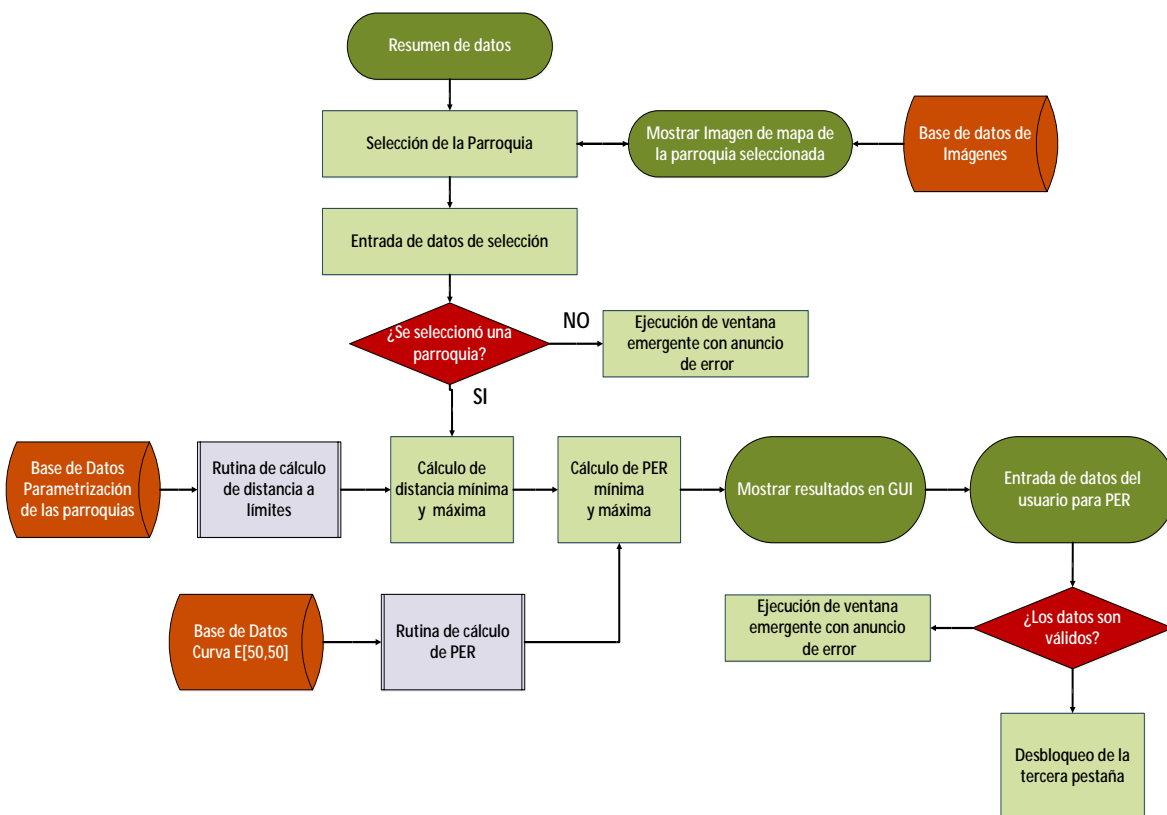 Resumen de datos
Selección de la Parroquia
Mostrar Imagen de mapa de
la parroquia seleccionada
Base de datos de
Imágenes
Entrada de datos de selección
¿Se seleccionó una
parroquia?
NO
Ejecución de ventana
emergente con anuncio
de error
SI
Base de Datos
Parametrización
de las parroquias
Rutina de cálculo
de distancia a
límites
Cálculo de
distancia mínima
y máxima
Cálculo de PER
mínima
y máxima
Mostrar resultados en GUI
Entrada de datos del
usuario para PER
Base de Datos
Curva E[50,50]
Rutina de cálculo
de PER
Ejecución de ventana
emergente con anuncio
de error
¿Los datos son
válidos?
Desbloqueo de la
tercera pestaña